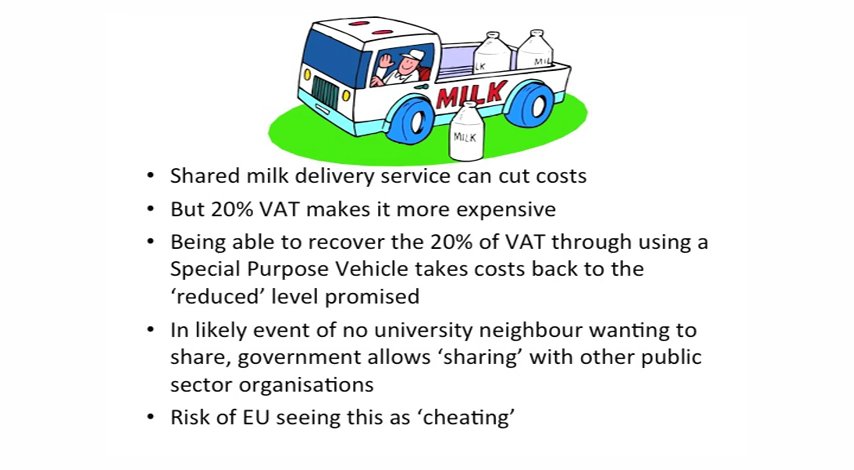 LK
MIL
MILK
MILK
• Shared milk delivery service can cut costs
• But 20% VAT makes it more expensive
• Being able to recover the 20% of VAT through using a
Special Purpose Vehicle takes costs back to the
‘reduced’ level promised
• In likely event of no university neighbour wanting to
share, government allows ‘sharing’ with other public
sector organisations
• Risk of EU seeing this as ‘cheating’